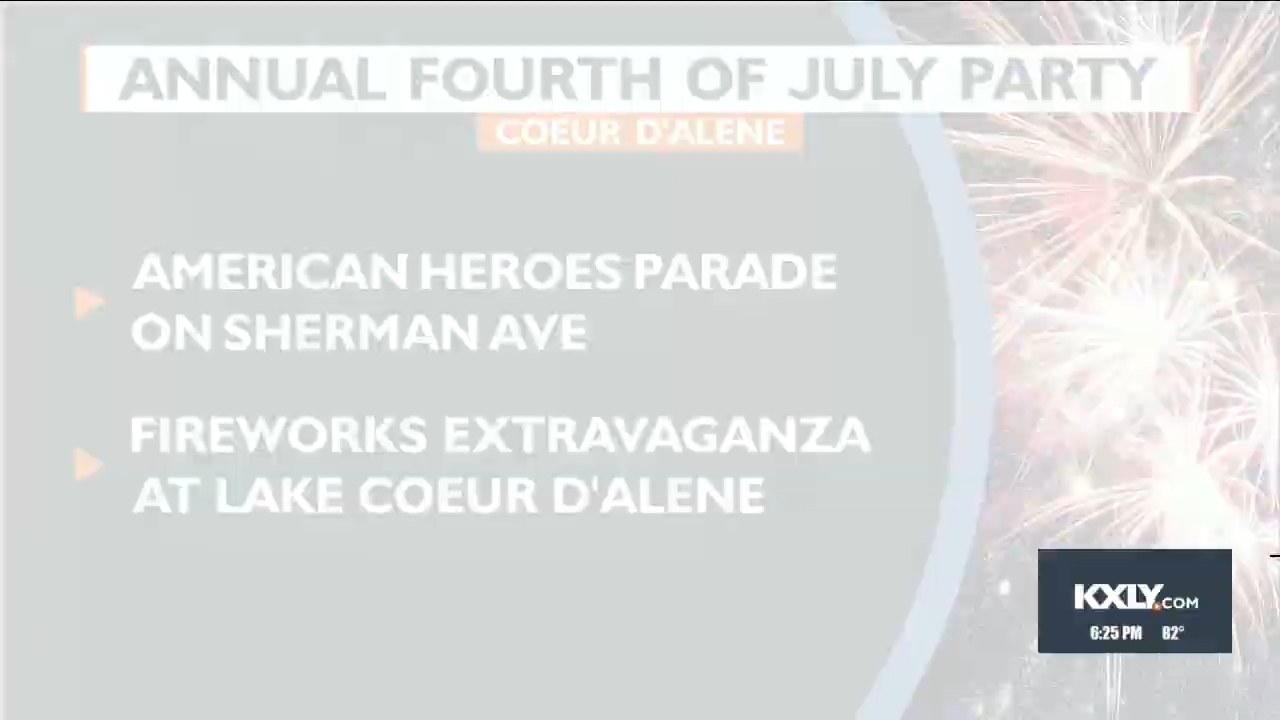 ANNUAL FOURTH OF JULY PARTY
COEUR D'ALENE
AMERICAN HEROES PARADE
ON SHERMAN AVE
FIREWORKS EXTRAVAGANZA
AT LAKE COEUR D'ALENE
KXLY.COM
6:25 PM 82°